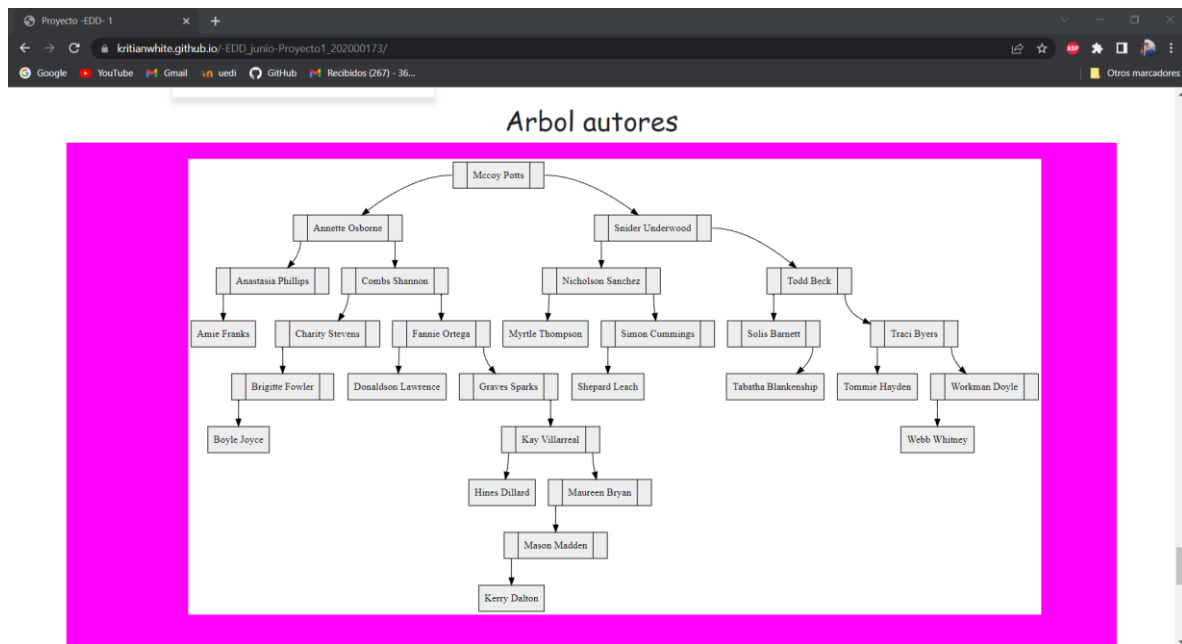 Proyecto -EDD- 1
kritianwhite.github.io/-EDD_junio-Proyecto1_202000173/
ABP
Google YouTube Gmail uedi GitHub Recibidos (267) - 36... Otros marcadores
Arbol autores
Mccoy Potts
Annette Osborne Snider Underwood
Anastasia Phillips Combs Shannon Nicholson Sanchez Todd Beck
Amie Franks Charity Stevens Fannie Ortega Myrtle Thompson Simon Cummings Solis Barnett Traci Byers
Brigitte Fowler Donaldson Lawrence Graves Sparks Shepard Leach Tabatha Blankenship Tommie Hayden Workman Doyle
Boyle Joyce Kay Villarreal Webb Whitney
Hines Dillard Maureen Bryan
Mason Madden
Kerry Dalton